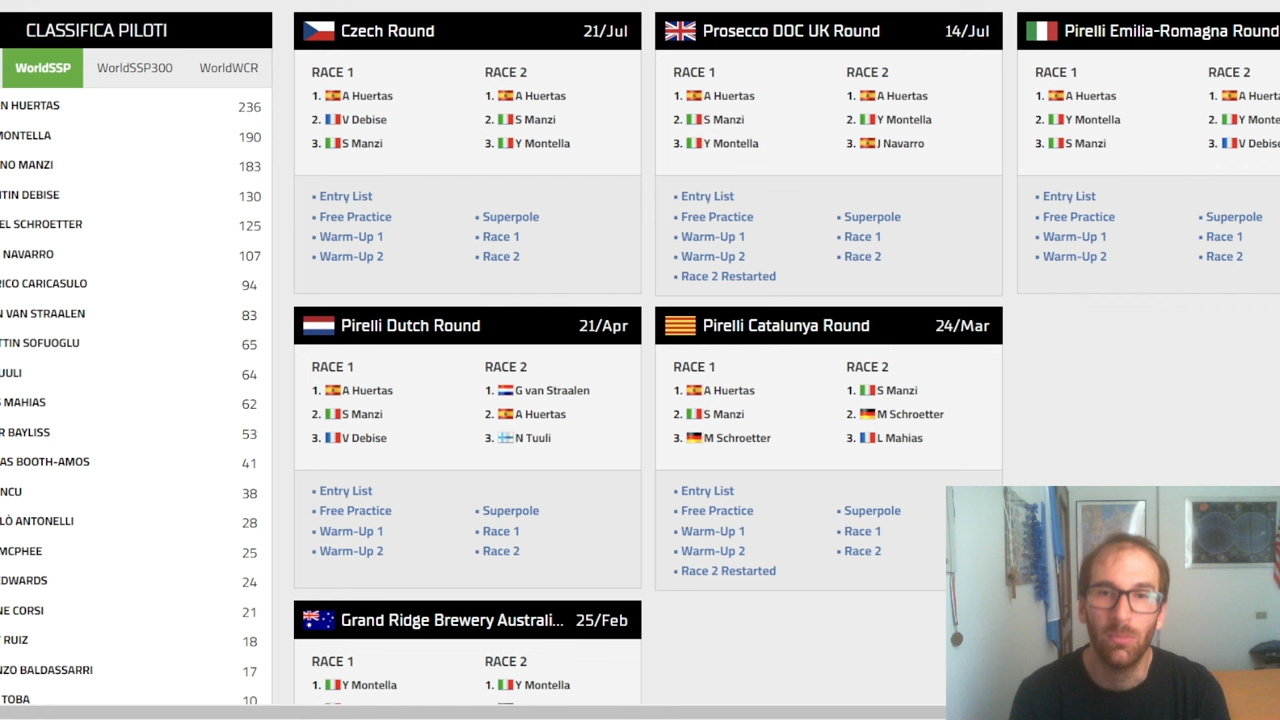 CLASSIFICA PILOTI
WorldSSP WorldSSP300 WorldWCR
N HUERTAS 236
MONTELLA 190
NO MANZI 183
TIN DEBISE 130
EL SCHROETTER 125
NAVARRO 107
RICO CARICASULO 94
N VAN STRAALEN 83
TTIN SOFUOGLU 65
UULI 64
S MAHIAS 62
R BAYLISS 53
AS BOOTH-AMOS 41
NCU 38
LÒ ANTONELLI 28
MCPHEE 25
EDWARDS 24
NE CORSI 21
RUIZ 18
NZO BALDASSARRI 17
TOBA 10
Czech Round 21/Jul
RACE 1 RACE 2
1. A Huertas 1. A Huertas
2. V Debise 2. S Manzi
3. S Manzi 3. Y Montella
▪ Entry List
▪ Free Practice ▪ Superpole
▪ Warm-Up 1 ▪ Race 1
▪ Warm-Up 2 ▪ Race 2
Prosecco DOC UK Round 14/Jul
RACE 1 RACE 2
1. A Huertas 1. A Huertas
2. S Manzi 2. Y Montella
3. Y Montella 3. J Navarro
▪ Entry List
▪ Free Practice ▪ Superpole
▪ Warm-Up 1 ▪ Race 1
▪ Warm-Up 2 ▪ Race 2
▪ Race 2 Restarted
Pirelli Emilia-Romagna Round
RACE 1 RACE 2
1. A Huertas 1. A Huerta
2. Y Montella 2. Y Monte
3. S Manzi 3. V Debise
▪ Entry List
▪ Free Practice ▪ Superpole
▪ Warm-Up 1 ▪ Race 1
▪ Warm-Up 2 ▪ Race 2
Pirelli Dutch Round 21/Apr
RACE 1 RACE 2
1. A Huertas 1. G van Straalen
2. S Manzi 2. A Huertas
3. V Debise 3. N Tuuli
▪ Entry List
▪ Free Practice ▪ Superpole
▪ Warm-Up 1 ▪ Race 1
▪ Warm-Up 2 ▪ Race 2
Pirelli Catalunya Round 24/Mar
RACE 1 RACE 2
1. A Huertas 1. S Manzi
2. S Manzi 2. M Schroetter
3. M Schroetter 3. L Mahias
▪ Entry List
▪ Free Practice ▪ Superpole
▪ Warm-Up 1 ▪ Race 1
▪ Warm-Up 2 ▪ Race 2
▪ Race 2 Restarted
Grand Ridge Brewery Australi... 25/Feb
RACE 1 RACE 2
1. Y Montella 1. Y Montella